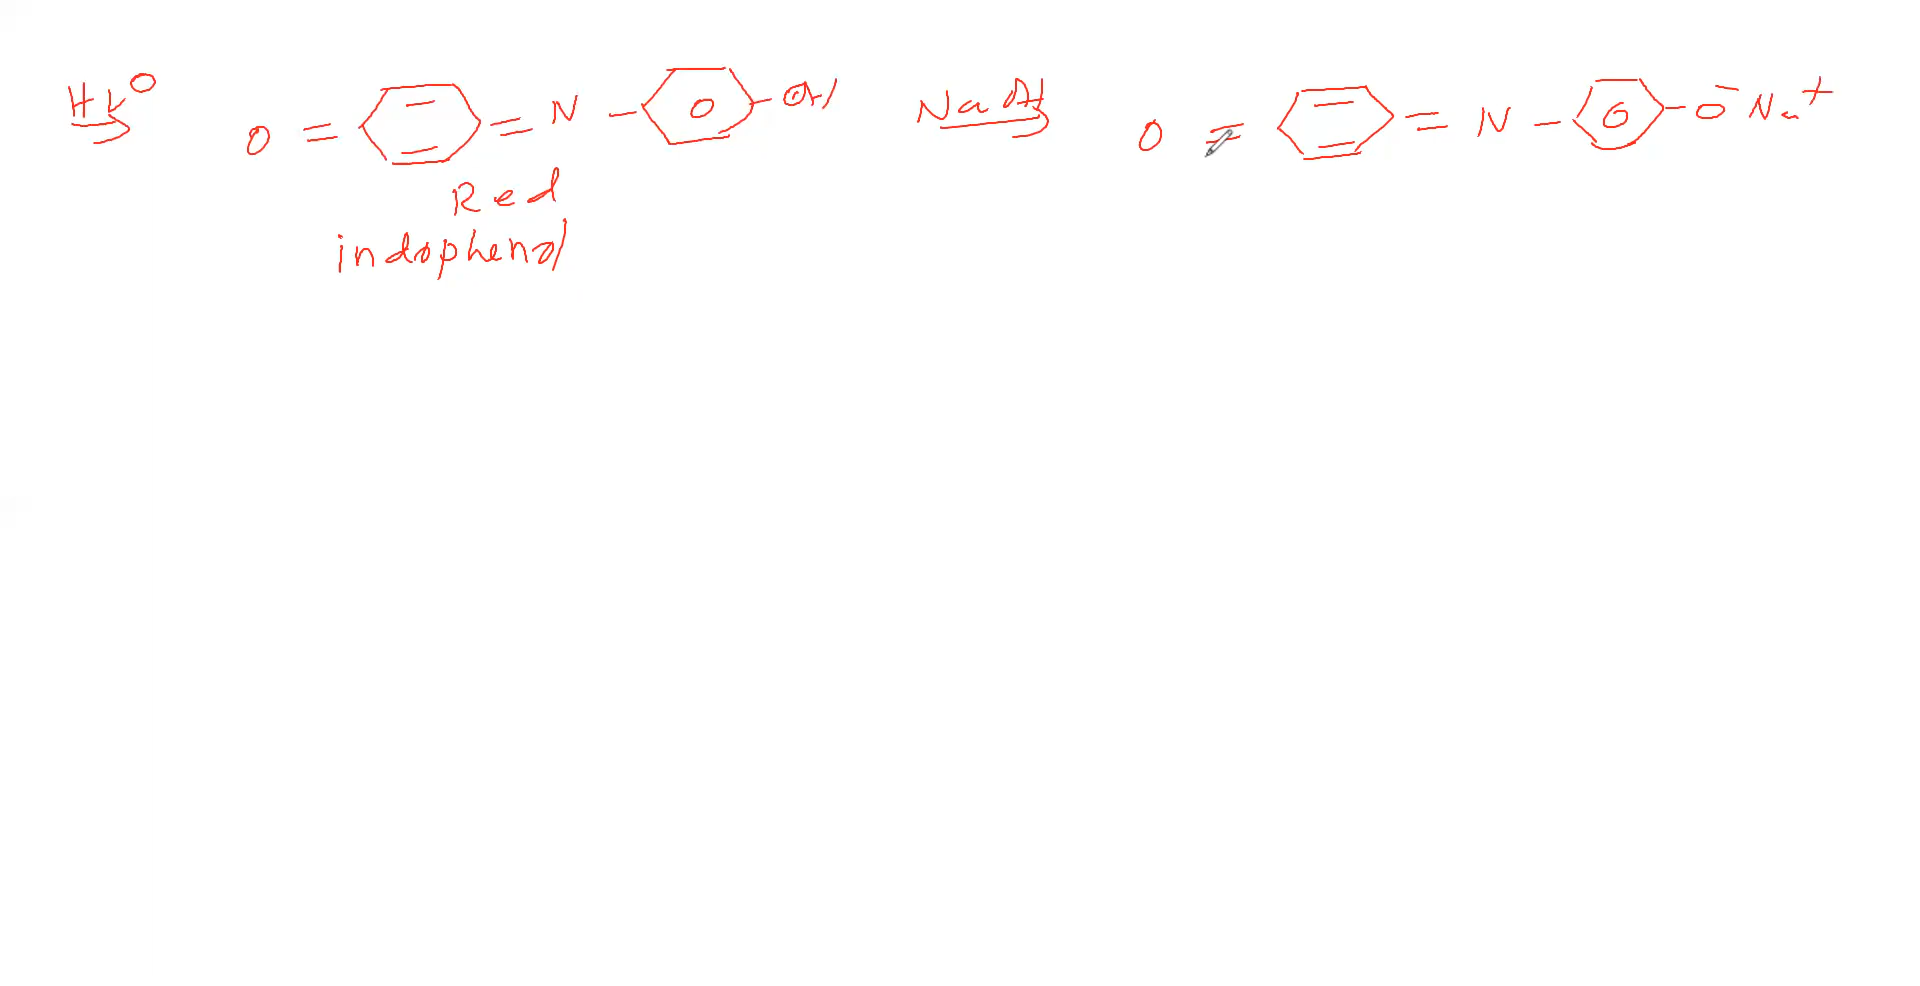 H2O O = = N - OH NaOH O = = N - O⁻ Na⁺
Red
indophenol